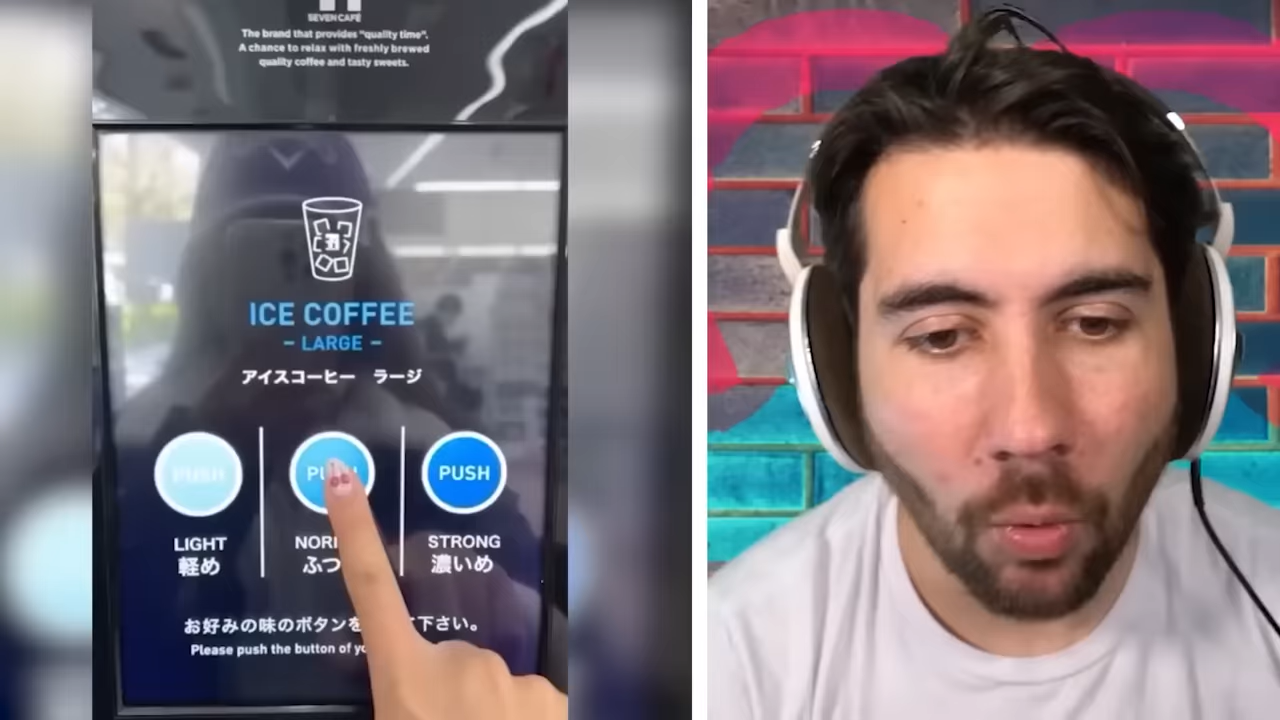 SEVEN CAFÉ
The brand that provides "quality time".
A chance to relax with freshly brewed
quality coffee and tasty sweets.
ICE COFFEE
– LARGE –
アイスコーヒー ラージ
PUSH
PUSH
PUSH
LIGHT
STRONG
軽め
濃いめ
お好みの味のボタンを
下さい。
Please push the button of